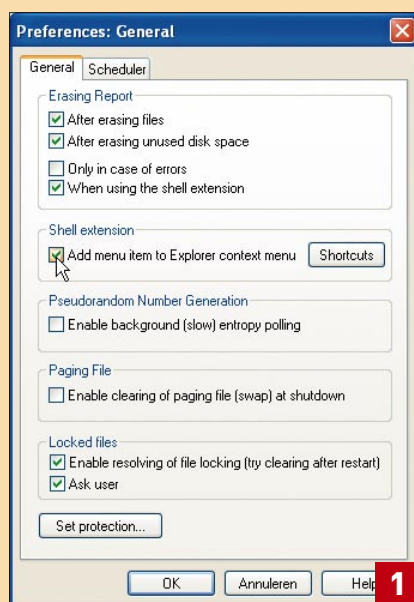 Preferences: General
General Scheduler
Erasing Report
After erasing files
After erasing unused disk space
Only in case of errors
When using the shell extension
Shell extension
Add menu item to Explorer context menu Shortcuts
Pseudorandom Number Generation
Enable background (slow) entropy polling
Paging File
Enable clearing of paging file (swap) at shutdown
Locked files
Enable resolving of file locking (try clearing after restart)
Ask user
Set protection...
OK Annuleren Help
1